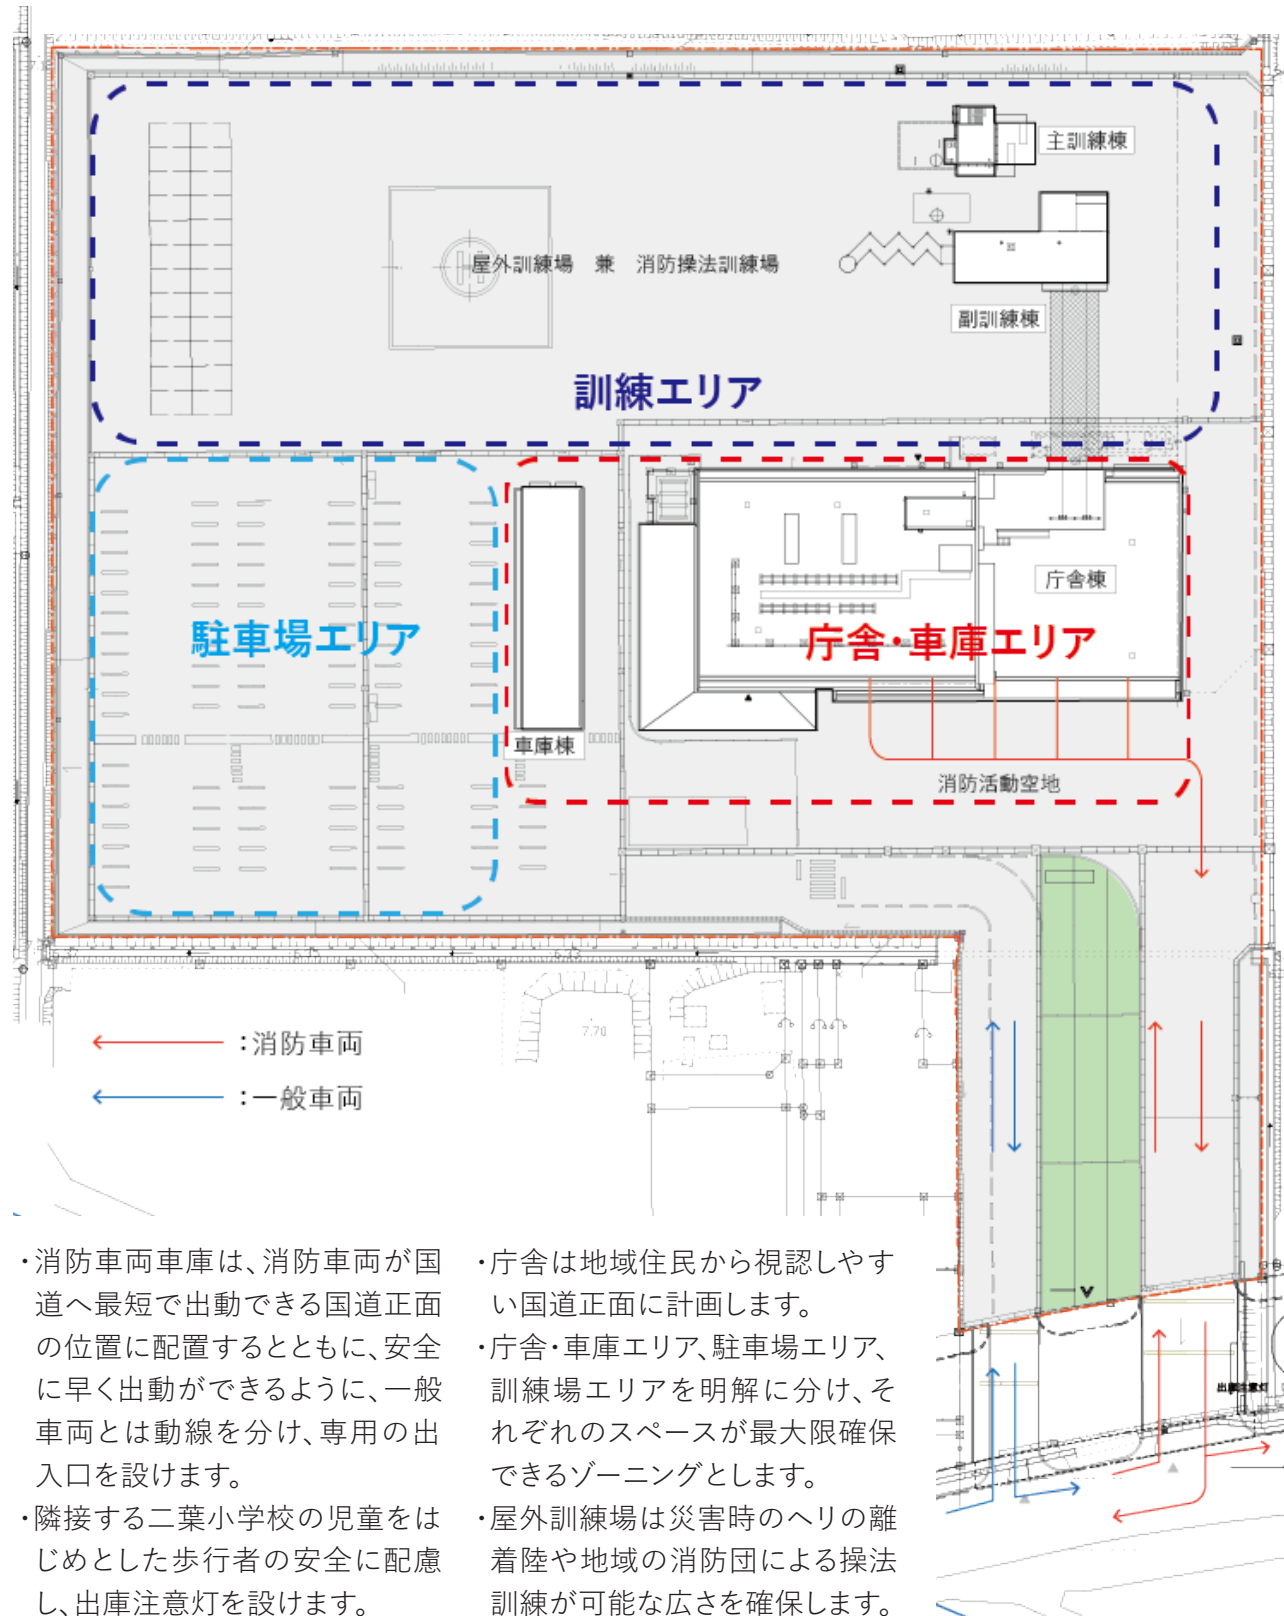 主訓練棟
屋外訓練場　兼　消防操法訓練場
副訓練棟
訓練エリア
庁舎棟
駐車場エリア
庁舎・車庫エリア
車庫棟
消防活動空地
7.70
：消防車両
：一般車両
出庫注意灯
・消防車両車庫は、消防車両が国
道へ最短で出動できる国道正面
の位置に配置するとともに、安全
に早く出動ができるように、一般
車両とは動線を分け、専用の出
入口を設けます。
・隣接する二葉小学校の児童をは
じめとした歩行者の安全に配慮
し、出庫注意灯を設けます。
・庁舎は地域住民から視認しやす
い国道正面に計画します。
・庁舎・車庫エリア、駐車場エリア、
訓練場エリアを明解に分け、そ
れぞれのスペースが最大限確保
できるゾーニングとします。
・屋外訓練場は災害時のヘリの離
着陸や地域の消防団による操法
訓練が可能な広さを確保します。